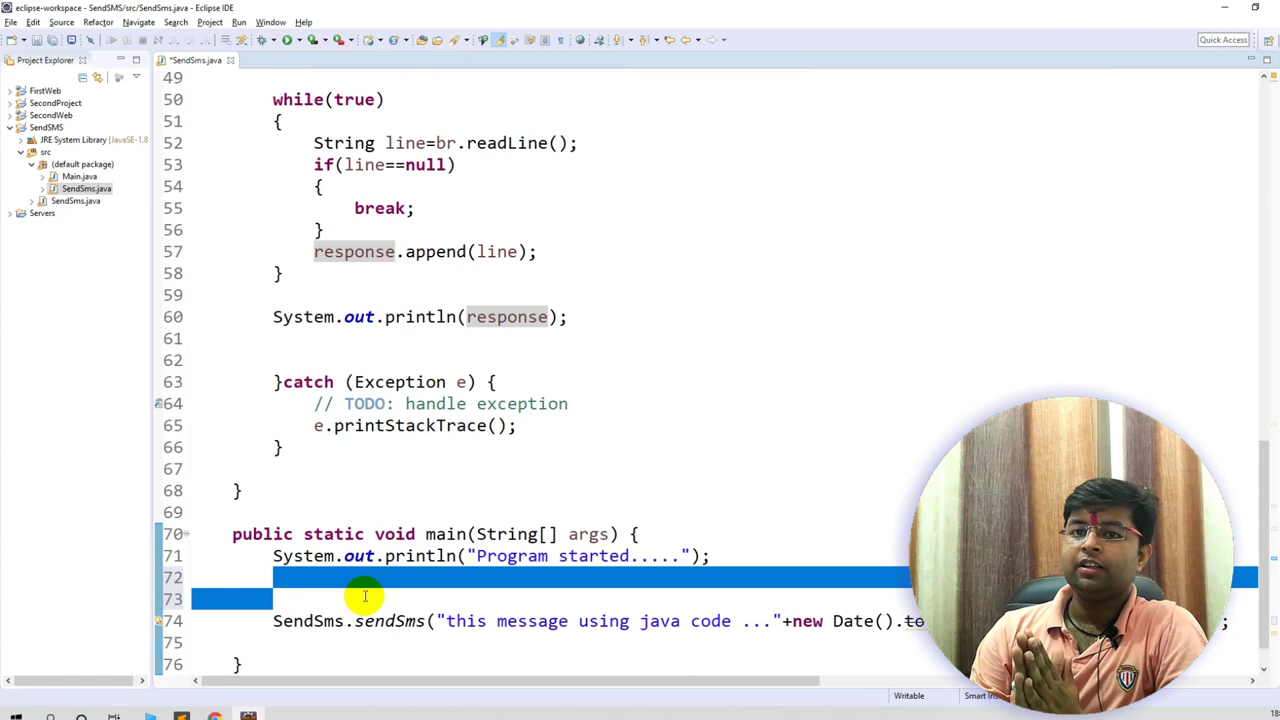 eclipse-workspace - SendSMS/src/SendSms.java - Eclipse IDE
File Edit Source Refactor Navigate Search Project Run Window Help
Quick Access
Project Explorer
*SendSms.java
FirstWeb
SecondProject
SecondWeb
SendSMS
JRE System Library [JavaSE-1.8
src
(default package)
Main.java
SendSms.java
SendSms.java
Servers
49
50 while(true)
51 {
52 String line=br.readLine();
53 if(line==null)
54 {
55 break;
56 }
57 response.append(line);
58 }
59
60 System.out.println(response);
61
62
63 }catch (Exception e) {
64 // TODO: handle exception
65 e.printStackTrace();
66 }
67
68 }
69
70 public static void main(String[] args) {
71 System.out.println("Program started.....");
72
73
74 SendSms.sendSms("this message using java code ..."+new Date().to ;
75
76 }
Writable
Smart Ins